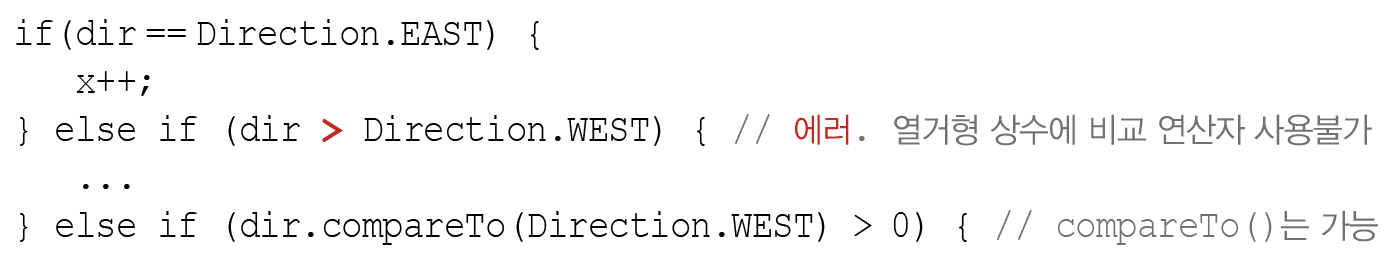 if(dir == Direction.EAST) {
x++;
} else if (dir > Direction.WEST) { // 에러. 열거형 상수에 비교 연산자 사용불가
...
} else if (dir.compareTo(Direction.WEST) > 0) { // compareTo()는 가능